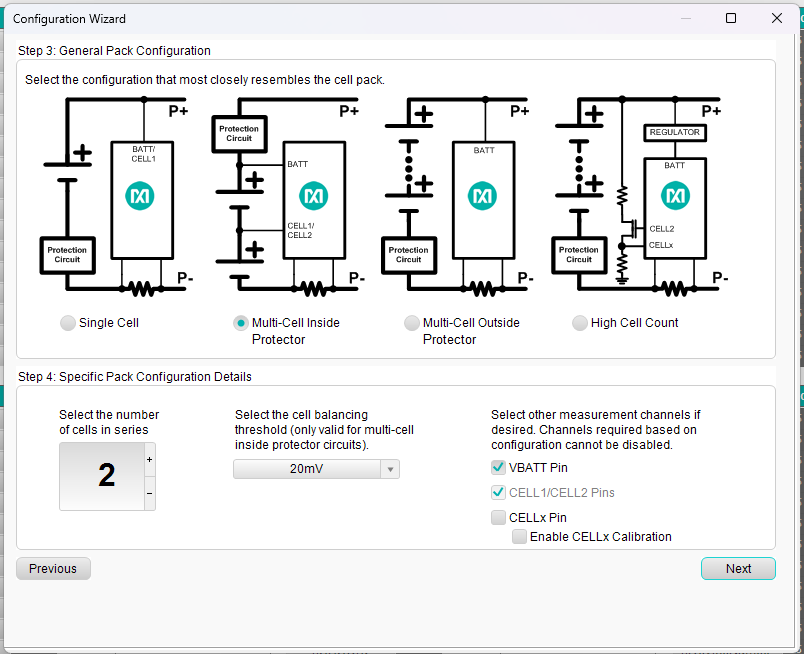 Configuration Wizard
Step 3: General Pack Configuration
Select the configuration that most closely resembles the cell pack.
P+
BATT/
CELL1
Protection
Circuit
P-
Single Cell
P+
Protection
Circuit
BATT
CELL1/
CELL2
P-
Multi-Cell Inside
Protector
P+
BATT
Protection
Circuit
P-
Multi-Cell Outside
Protector
P+
REGULATOR
BATT
CELL2
CELLx
Protection
Circuit
P-
High Cell Count
Step 4: Specific Pack Configuration Details
Select the number
of cells in series
2
+
−
Select the cell balancing
threshold (only valid for multi-cell
inside protector circuits).
20mV
Select other measurement channels if
desired. Channels required based on
configuration cannot be disabled.
VBATT Pin
CELL1/CELL2 Pins
CELLx Pin
Enable CELLx Calibration
Previous
Next